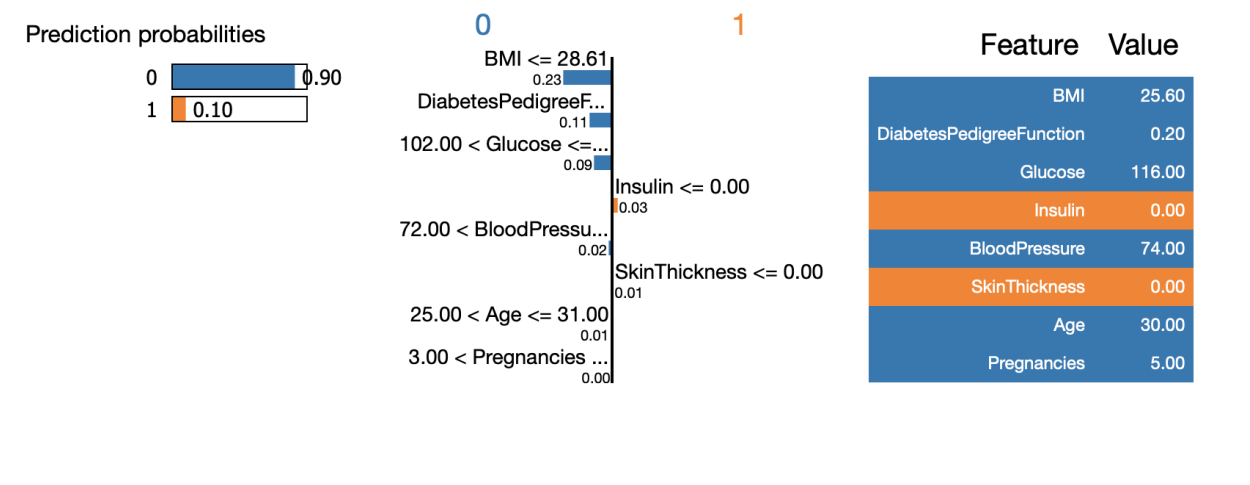 Prediction probabilities
0 0.90
1 0.10
0 1
BMI <= 28.61
0.23
DiabetesPedigreeF...
0.11
102.00 < Glucose <=...
0.09
Insulin <= 0.00
0.03
72.00 < BloodPressu...
0.02
SkinThickness <= 0.00
0.01
25.00 < Age <= 31.00
0.01
3.00 < Pregnancies ...
0.00
Feature Value
BMI 25.60
DiabetesPedigreeFunction 0.20
Glucose 116.00
Insulin 0.00
BloodPressure 74.00
SkinThickness 0.00
Age 30.00
Pregnancies 5.00